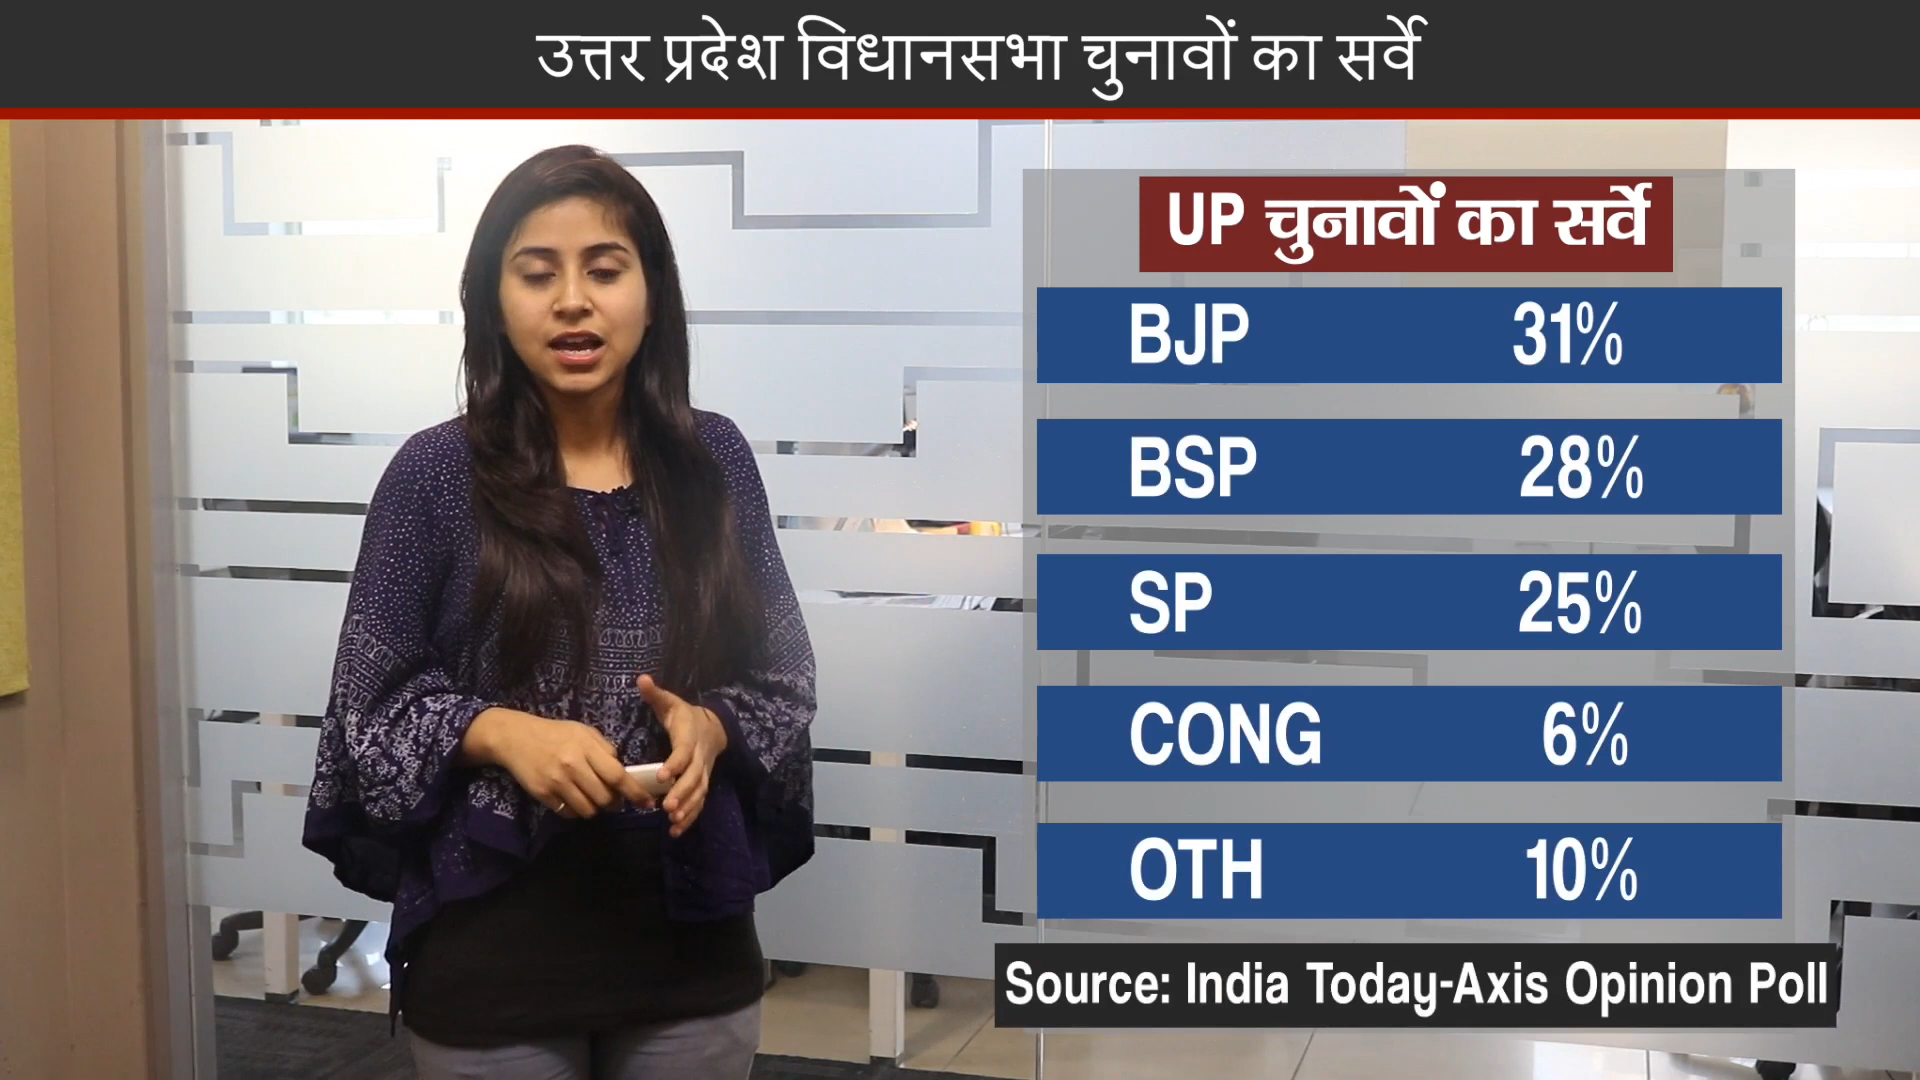 उत्तर प्रदेश विधानसभा चुनावों का सर्वे
UP चुनावों का सर्वे
BJP 31%
BSP 28%
SP 25%
CONG 6%
OTH 10%
Source: India Today-Axis Opinion Poll